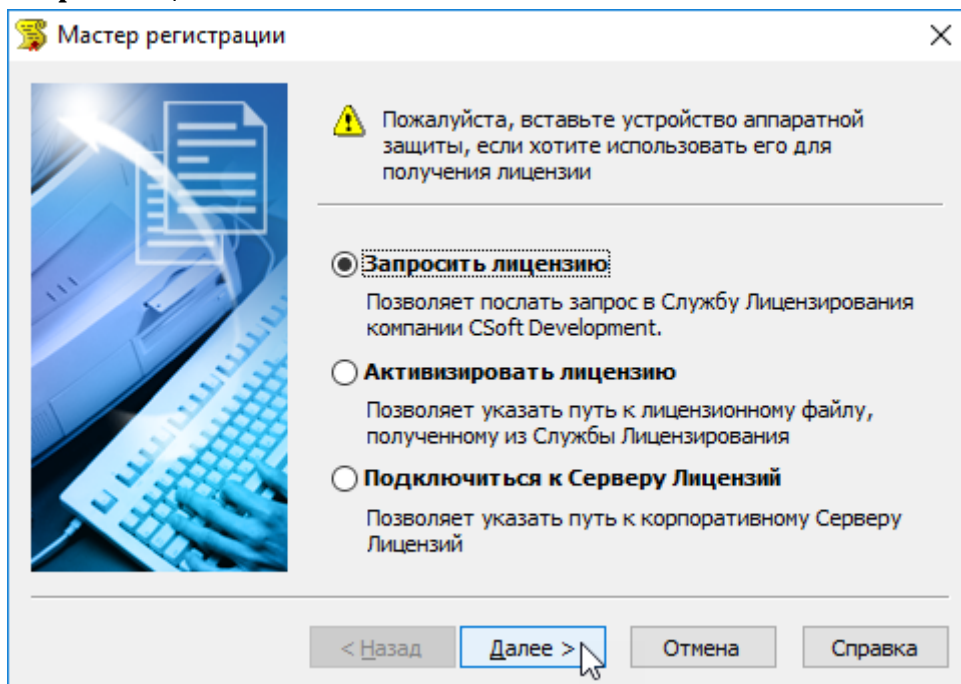 Мастер регистрации
Пожалуйста, вставьте устройство аппаратной
защиты, если хотите использовать его для
получения лицензии
Запросить лицензию
Позволяет послать запрос в Службу Лицензирования
компании CSoft Development.
Активизировать лицензию
Позволяет указать путь к лицензионному файлу,
полученному из Службы Лицензирования
Подключиться к Серверу Лицензий
Позволяет указать путь к корпоративному Серверу
Лицензий
< Назад
Далее >
Отмена
Справка